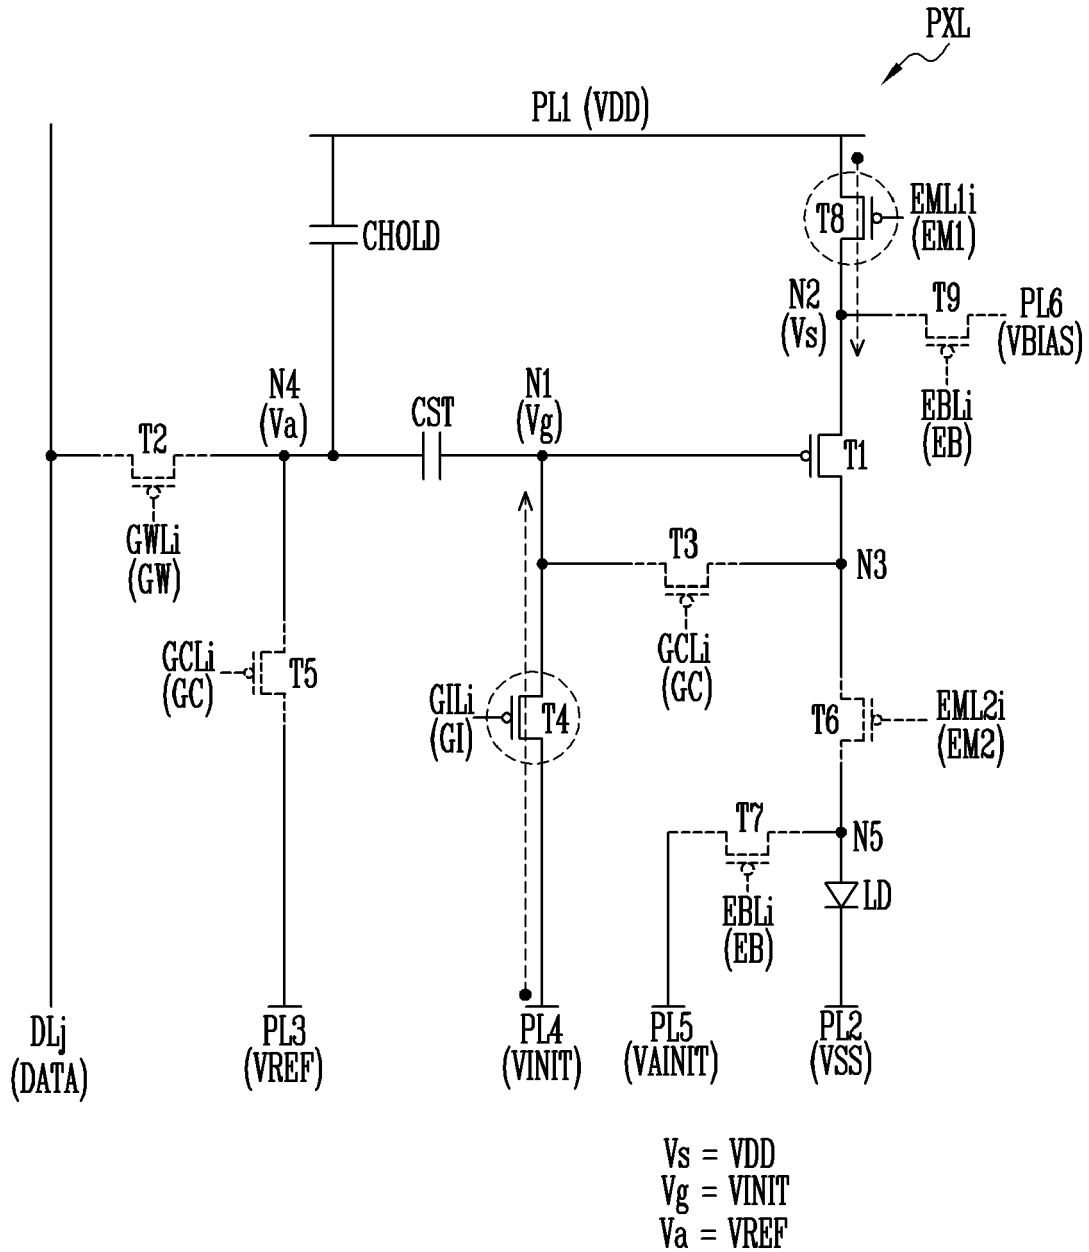 PXL
PL1 (VDD)
CHOLD
T8
EML1i
(EM1)
N2
(Vs)
T9
PL6
(VBIAS)
EBLi
(EB)
N4
(Va)
CST
N1
(Vg)
T2
T1
GWLi
(GW)
T3
N3
GCLi
(GC)
GCLi
(GC)
T5
GILi
(GI)
T4
T6
EML2i
(EM2)
T7
N5
EBLi
(EB)
LD
DLj
(DATA)
PL3
(VREF)
PL4
(VINIT)
PL5
(VAINIT)
PL2
(VSS)
Vs = VDD
Vg = VINIT
Va = VREF